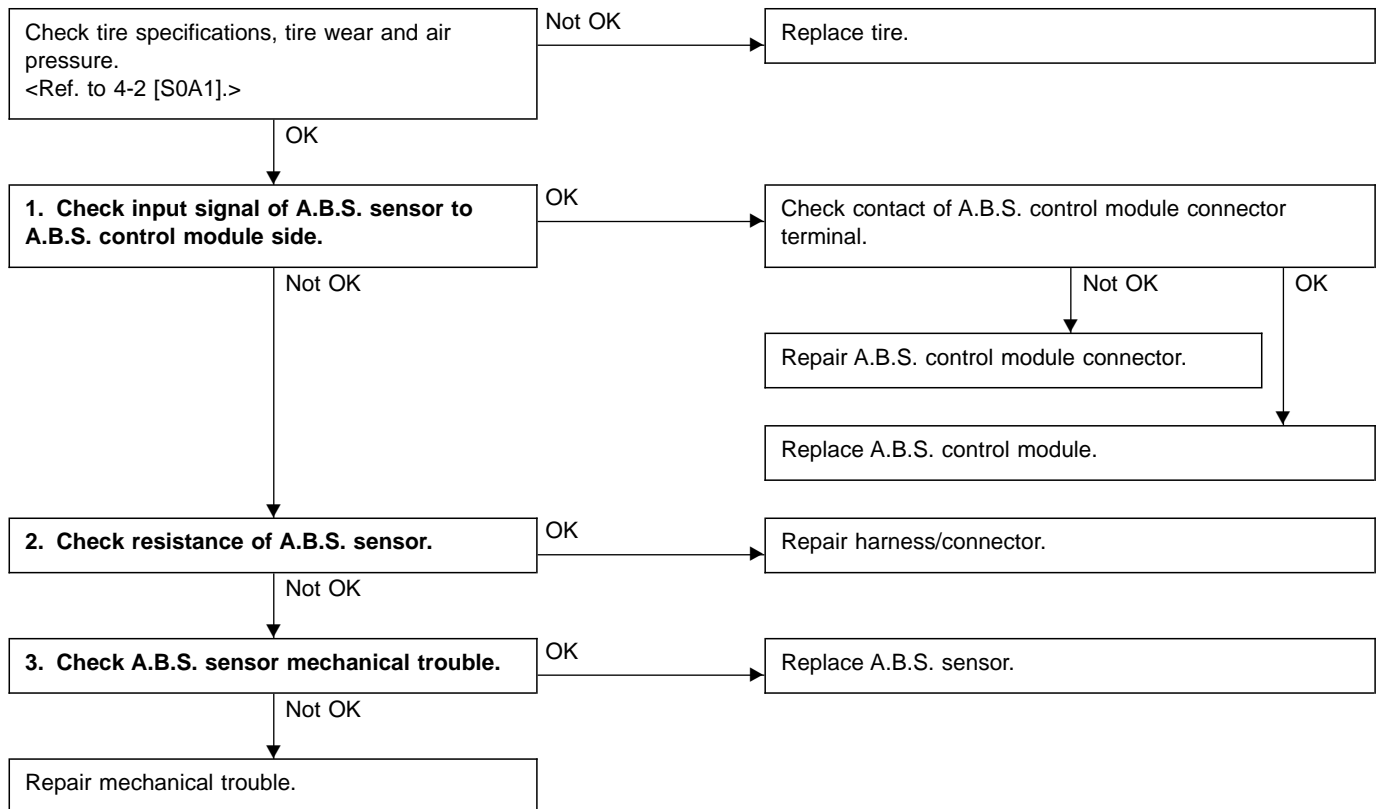 Check tire specifications, tire wear and air
pressure.
<Ref. to 4-2 [S0A1].>
Not OK
Replace tire.
OK
1. Check input signal of A.B.S. sensor to
A.B.S. control module side.
OK
Check contact of A.B.S. control module connector
terminal.
Not OK
Not OK
OK
Repair A.B.S. control module connector.
Replace A.B.S. control module.
2. Check resistance of A.B.S. sensor.
OK
Repair harness/connector.
Not OK
3. Check A.B.S. sensor mechanical trouble.
OK
Replace A.B.S. sensor.
Not OK
Repair mechanical trouble.